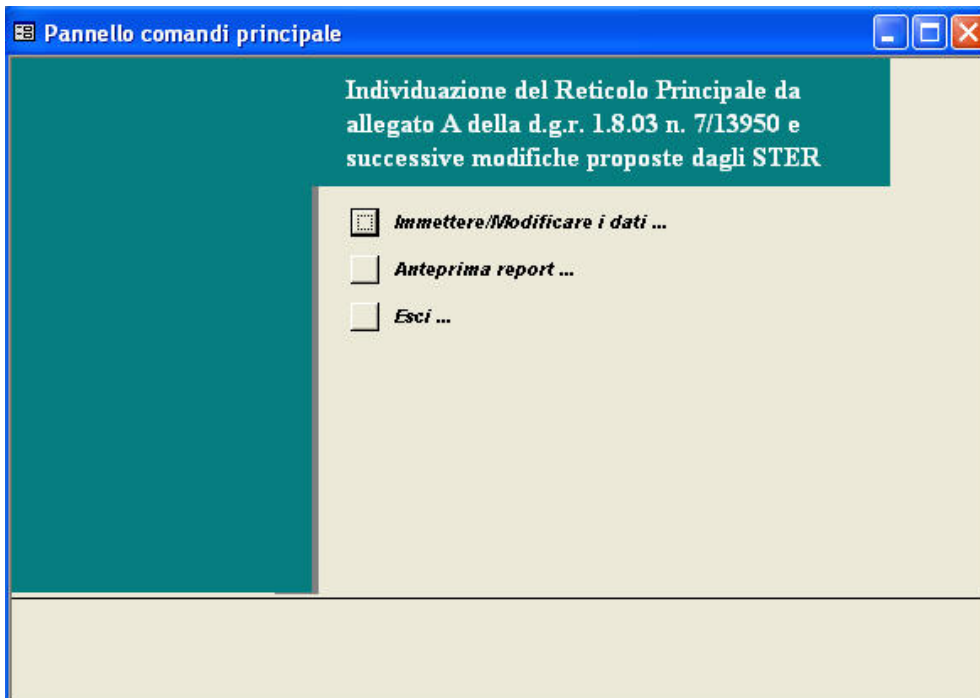 Pannello comandi principale
Individuazione del Reticolo Principale da
allegato A della d.g.r. 1.8.03 n. 7/13950 e
successive modifiche proposte dagli STER
Immettere/Modificare i dati ...
Anteprima report ...
Esci ...